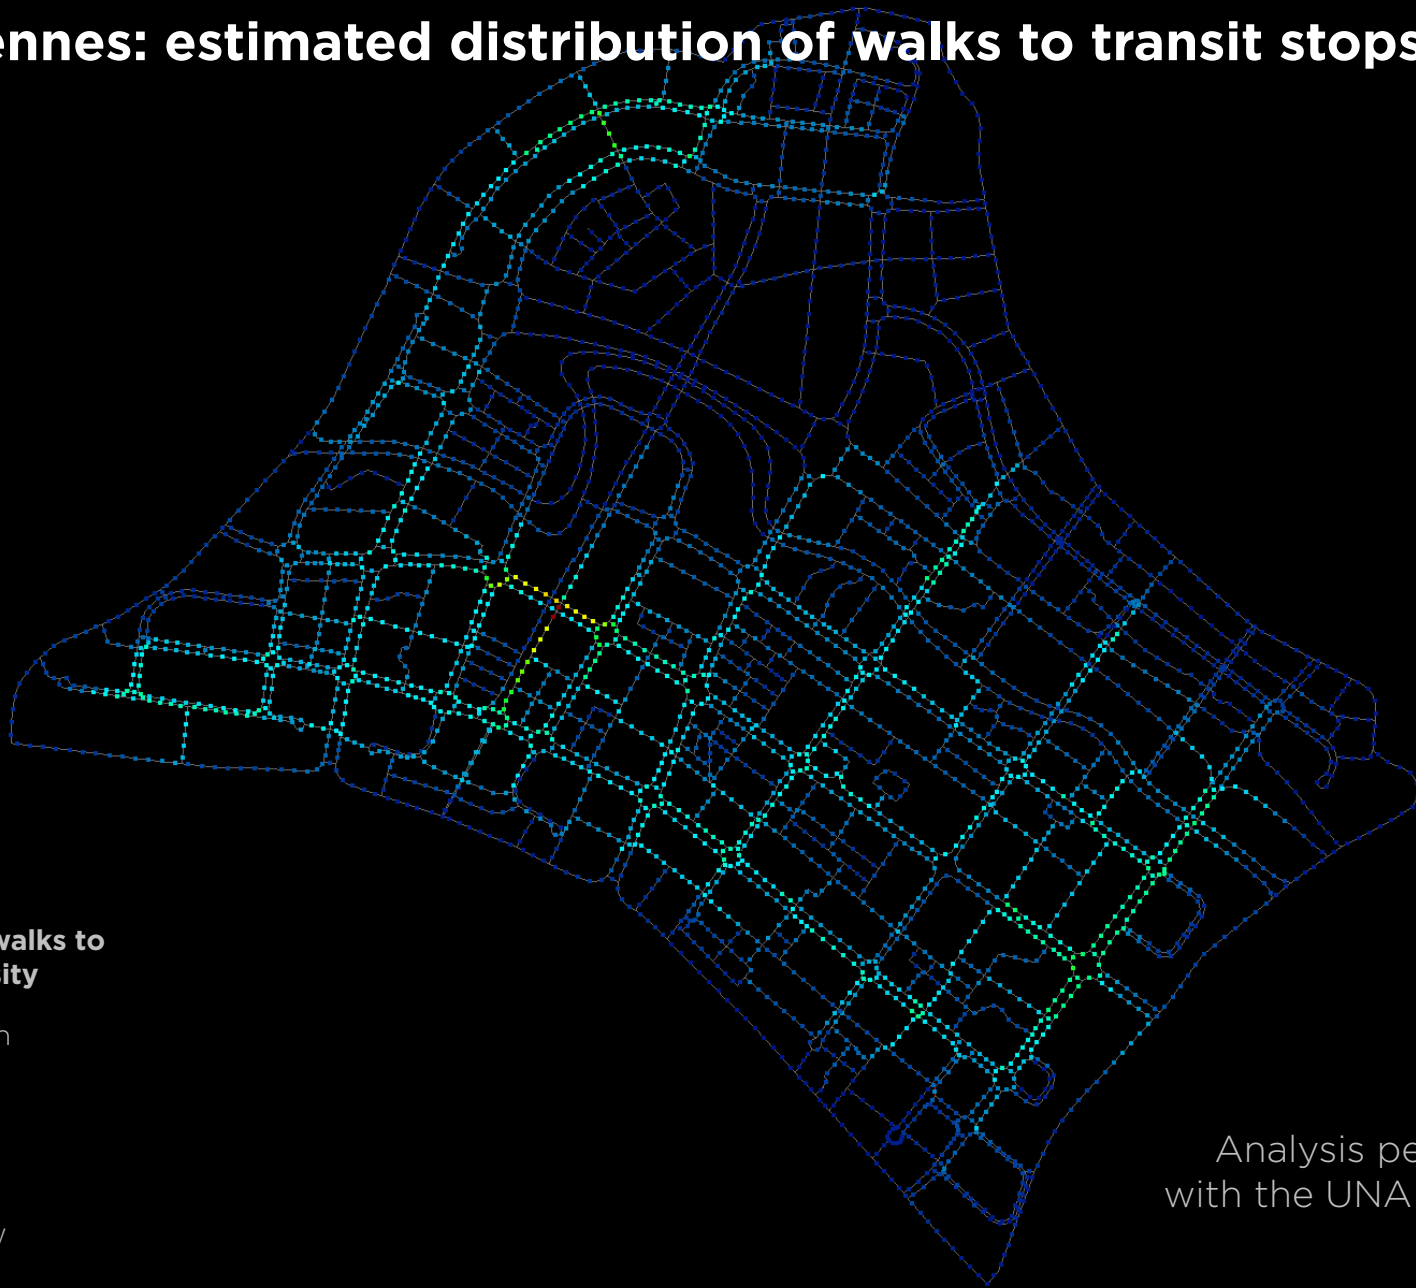 ennes: estimated distribution of walks to transit stops
walks to
sity
n
y
Analysis pe
with the UNA